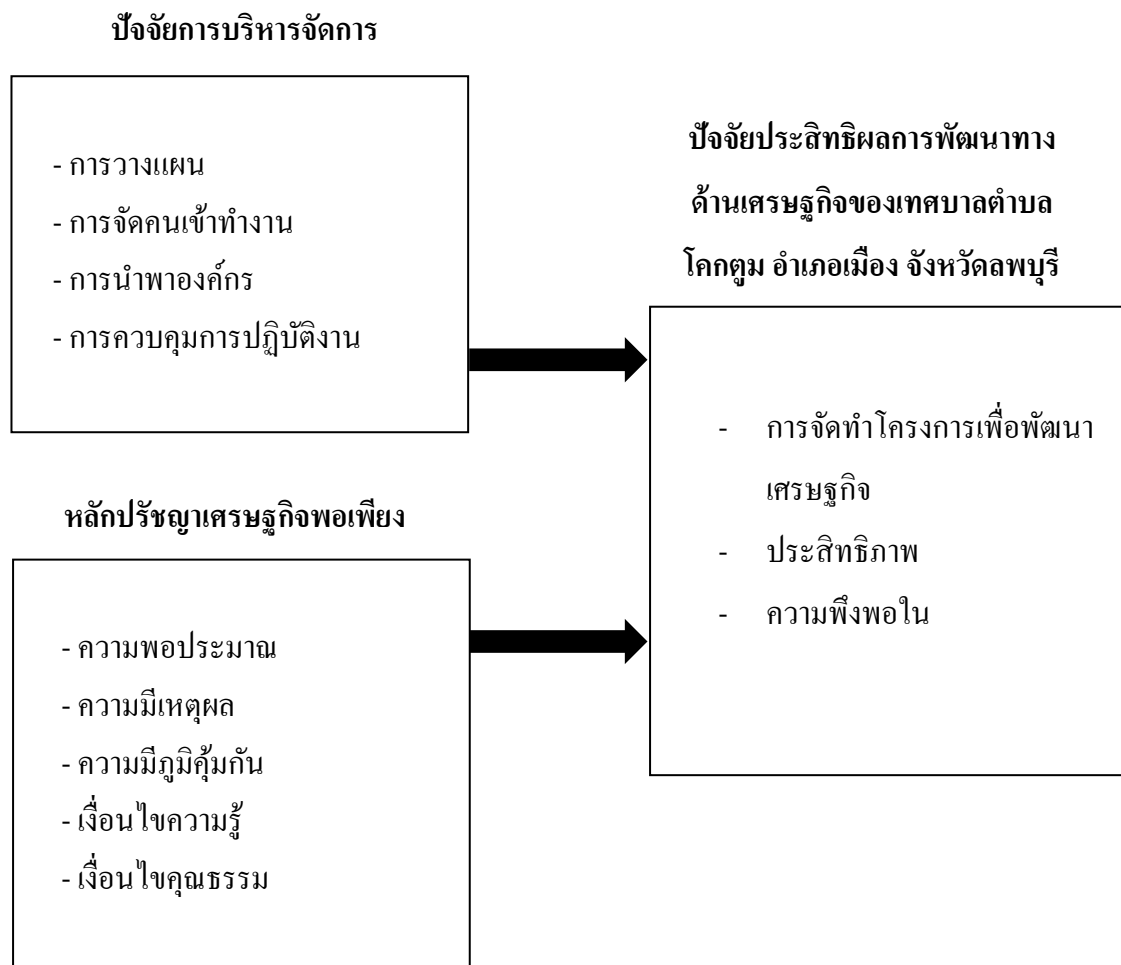 ปัจจัยการบริหารจัดการ
- การวางแผน
- การจัดคนเข้าทำงาน
- การนำพาองค์กร
- การควบคุมการปฏิบัติงาน
หลักปรัชญาเศรษฐกิจพอเพียง
- ความพอประมาณ
- ความมีเหตุผล
- ความมีภูมิคุ้มกัน
- เงื่อนไขความรู้
- เงื่อนไขคุณธรรม
ปัจจัยประสิทธิผลการพัฒนาทาง
ด้านเศรษฐกิจของเทศบาลตำบล
โคกตูม อำเภอเมือง จังหวัดลพบุรี
- การจัดทำโครงการเพื่อพัฒนา
เศรษฐกิจ
- ประสิทธิภาพ
- ความพึงพอใน